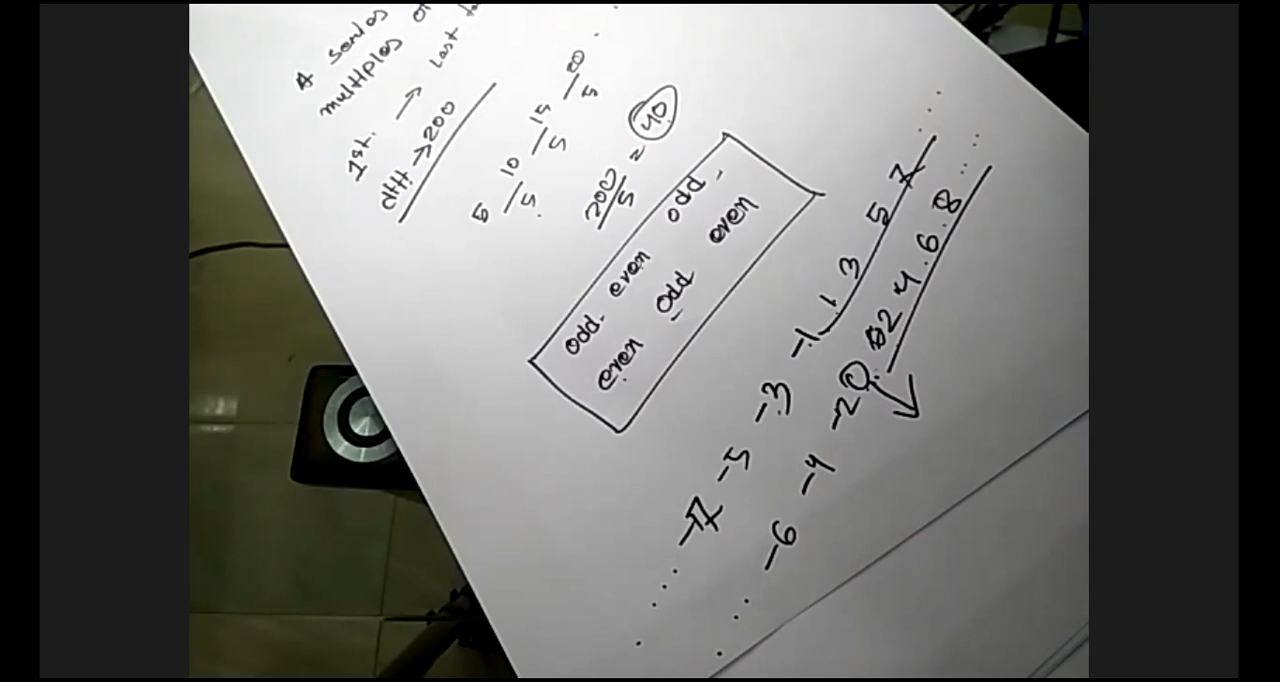 A series
multiples
1st. → Last
diff → 200
5 10/5 15/5 20/5 .
200/5 = 40
odd. even odd.
even odd even
... -7 -5 -3 -1 1 3 5 7 ...
... -6 -4 -2 0. 2 4.6.8 ...